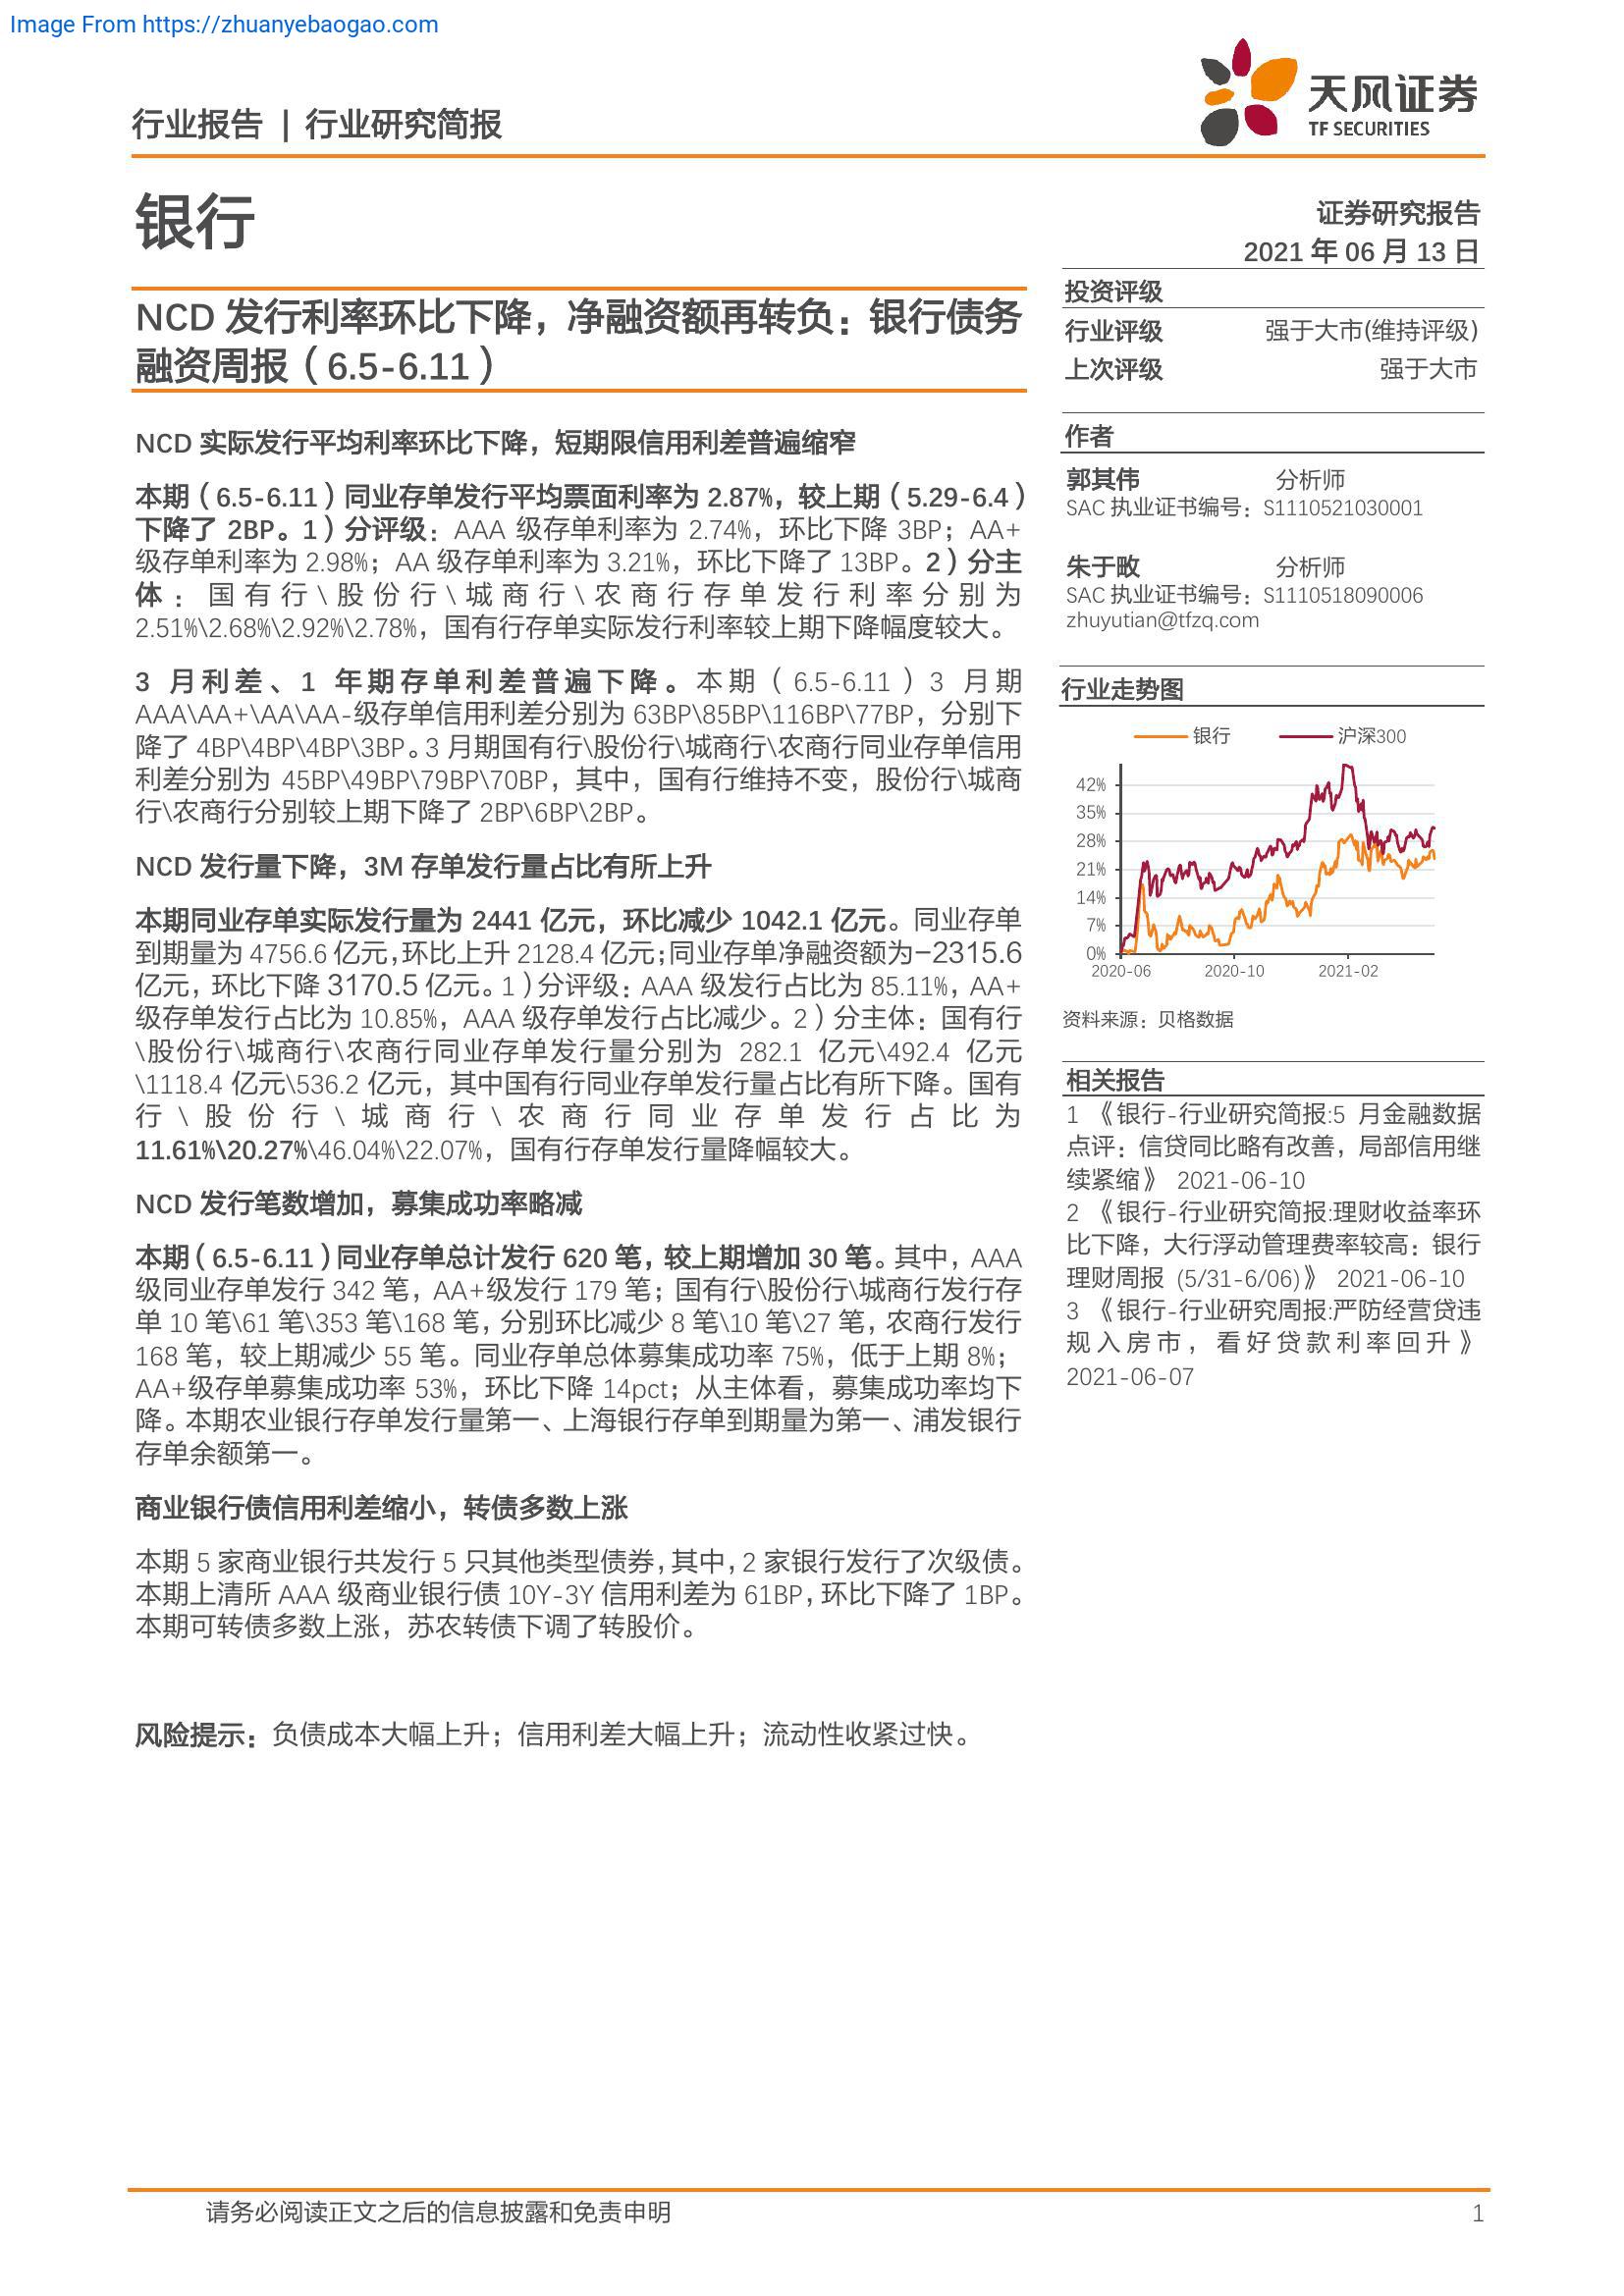 Image From https://zhuanyebaogao.com
行业报告 | 行业研究简报
天风证券
TF SECURITIES
银行
证券研究报告
2021 年 06 月 13 日
NCD 发行利率环比下降，净融资额再转负：银行债务
融资周报（6.5-6.11）
NCD 实际发行平均利率环比下降，短期限信用利差普遍缩窄
本期（6.5-6.11）同业存单发行平均票面利率为 2.87%，较上期（5.29-6.4）
下降了 2BP。1）分评级：AAA 级存单利率为 2.74%，环比下降 3BP；AA+
级存单利率为 2.98%；AA 级存单利率为 3.21%，环比下降了 13BP。2）分主
体：国有行\股份行\城商行\农商行存单发行利率分别为
2.51%\2.68%\2.92%\2.78%，国有行存单实际发行利率较上期下降幅度较大。
3 月利差、1 年期存单利差普遍下降。本期（6.5-6.11）3 月期
AAA\AA+\AA\AA-级存单信用利差分别为 63BP\85BP\116BP\77BP，分别下
降了 4BP\4BP\4BP\3BP。3 月期国有行\股份行\城商行\农商行同业存单信用
利差分别为 45BP\49BP\79BP\70BP，其中，国有行维持不变，股份行\城商
行\农商行分别较上期下降了 2BP\6BP\2BP。
NCD 发行量下降，3M 存单发行量占比有所上升
本期同业存单实际发行量为 2441 亿元，环比减少 1042.1 亿元。同业存单
到期量为 4756.6 亿元，环比上升 2128.4 亿元；同业存单净融资额为-2315.6
亿元，环比下降 3170.5 亿元。1）分评级：AAA 级发行占比为 85.11%，AA+
级存单发行占比为 10.85%，AAA 级存单发行占比减少。2）分主体：国有行
\股份行\城商行\农商行同业存单发行量分别为 282.1 亿元\492.4 亿元
\1118.4 亿元\536.2 亿元，其中国有行同业存单发行量占比有所下降。国有
行\股份行\城商行\农商行同业存单发行占比为
11.61%\20.27%\46.04%\22.07%，国有行存单发行量降幅较大。
NCD 发行笔数增加，募集成功率略减
本期（6.5-6.11）同业存单总计发行 620 笔，较上期增加 30 笔。其中，AAA
级同业存单发行 342 笔，AA+级发行 179 笔；国有行\股份行\城商行发行存
单 10 笔\61 笔\353 笔\168 笔，分别环比减少 8 笔\10 笔\27 笔，农商行发行
168 笔，较上期减少 55 笔。同业存单总体募集成功率 75%，低于上期 8%；
AA+级存单募集成功率 53%，环比下降 14pct；从主体看，募集成功率均下
降。本期农业银行存单发行量第一、上海银行存单到期量为第一、浦发银行
存单余额第一。
商业银行债信用利差缩小，转债多数上涨
本期 5 家商业银行共发行 5 只其他类型债券，其中，2 家银行发行了次级债。
本期上清所 AAA 级商业银行债 10Y-3Y 信用利差为 61BP，环比下降了 1BP。
本期可转债多数上涨，苏农转债下调了转股价。
风险提示：负债成本大幅上升；信用利差大幅上升；流动性收紧过快。
投资评级
行业评级 强于大市(维持评级)
上次评级 强于大市
作者
郭其伟 分析师
SAC 执业证书编号：S1110521030001
朱于畋 分析师
SAC 执业证书编号：S1110518090006
zhuyutian@tfzq.com
行业走势图
银行 沪深300
42%
35%
28%
21%
14%
7%
0%
2020-06 2020-10 2021-02
资料来源：贝格数据
相关报告
1 《银行-行业研究简报:5 月金融数据
点评：信贷同比略有改善，局部信用继
续紧缩》 2021-06-10
2 《银行-行业研究简报:理财收益率环
比下降，大行浮动管理费率较高：银行
理财周报 (5/31-6/06)》 2021-06-10
3 《银行-行业研究周报:严防经营贷违
规入房市，看好贷款利率回升》
2021-06-07
请务必阅读正文之后的信息披露和免责申明 1